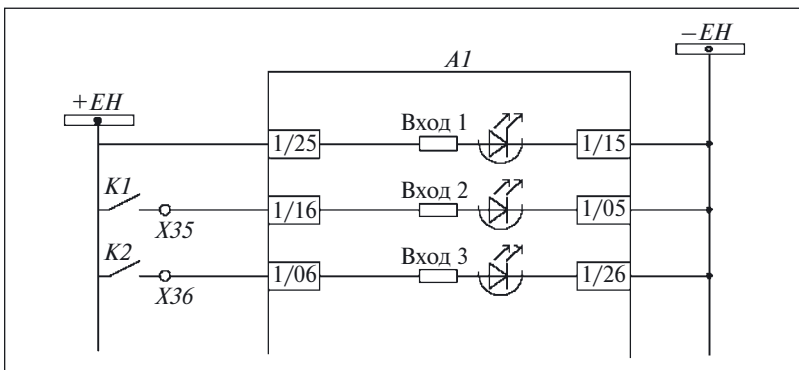 −EH
A1
+EH
1/25 Вход 1 1/15
K1
X35
1/16 Вход 2 1/05
K2
X36
1/06 Вход 3 1/26